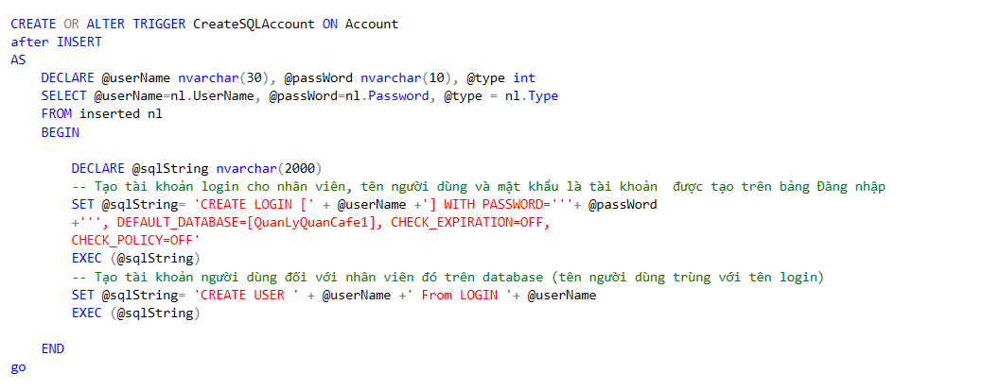 CREATE OR ALTER TRIGGER CreateSQLAccount ON Account
after INSERT
AS
DECLARE @userName nvarchar(30), @passWord nvarchar(10), @type int
SELECT @userName=nl.UserName, @passWord=nl.Password, @type = nl.Type
FROM inserted nl
BEGIN
DECLARE @sqlString nvarchar(2000)
-- Tạo tài khoản login cho nhân viên, tên người dùng và mật khẩu là tài khoản  được tạo trên bảng Đăng nhập
SET @sqlString= 'CREATE LOGIN [' + @userName +'] WITH PASSWORD='''+ @passWord
+''', DEFAULT_DATABASE=[QuanLyQuanCafe1], CHECK_EXPIRATION=OFF,
CHECK_POLICY=OFF'
EXEC (@sqlString)
-- Tạo tài khoản người dùng đối với nhân viên đó trên database (tên người dùng trùng với tên login)
SET @sqlString= 'CREATE USER ' + @userName +' From LOGIN '+ @userName
EXEC (@sqlString)
END
go